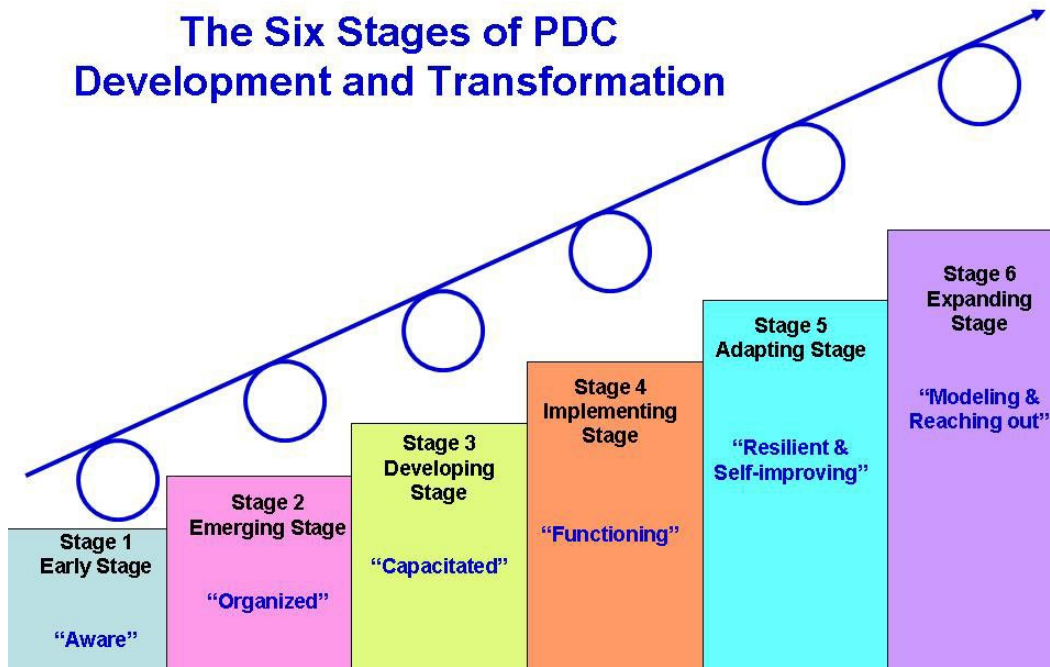 The Six Stages of PDC
Development and Transformation
Stage 1
Early Stage
“Aware”
Stage 2
Emerging Stage
“Organized”
Stage 3
Developing
Stage
“Capacitated”
Stage 4
Implementing
Stage
“Functioning”
Stage 5
Adapting Stage
“Resilient &
Self-improving”
Stage 6
Expanding
Stage
“Modeling &
Reaching out”